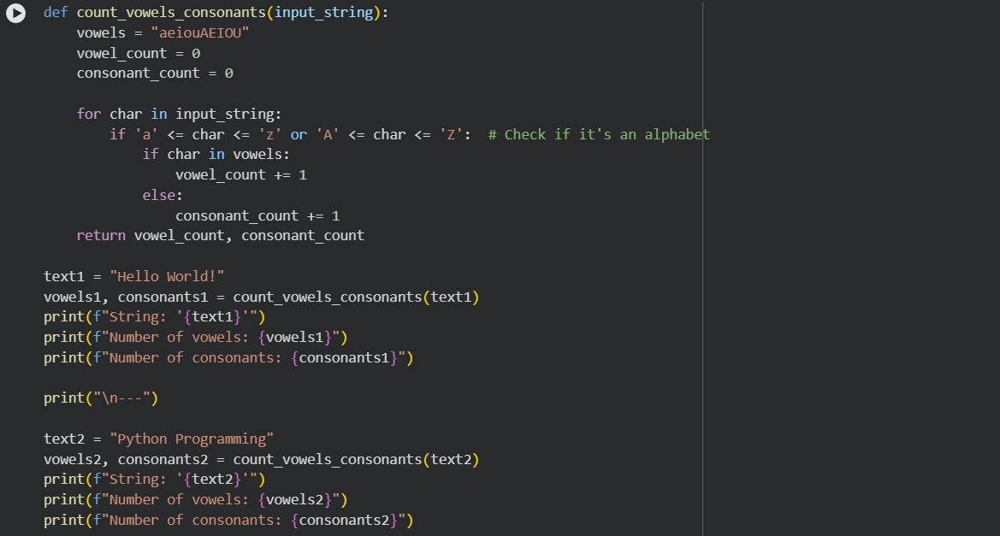 def count_vowels_consonants(input_string):
    vowels = "aeiouAEIOU"
    vowel_count = 0
    consonant_count = 0

    for char in input_string:
        if 'a' <= char <= 'z' or 'A' <= char <= 'Z':  # Check if it's an alphabet
            if char in vowels:
                vowel_count += 1
            else:
                consonant_count += 1
    return vowel_count, consonant_count

text1 = "Hello World!"
vowels1, consonants1 = count_vowels_consonants(text1)
print(f"String: '{text1}'")
print(f"Number of vowels: {vowels1}")
print(f"Number of consonants: {consonants1}")

print("\n---")

text2 = "Python Programming"
vowels2, consonants2 = count_vowels_consonants(text2)
print(f"String: '{text2}'")
print(f"Number of vowels: {vowels2}")
print(f"Number of consonants: {consonants2}")